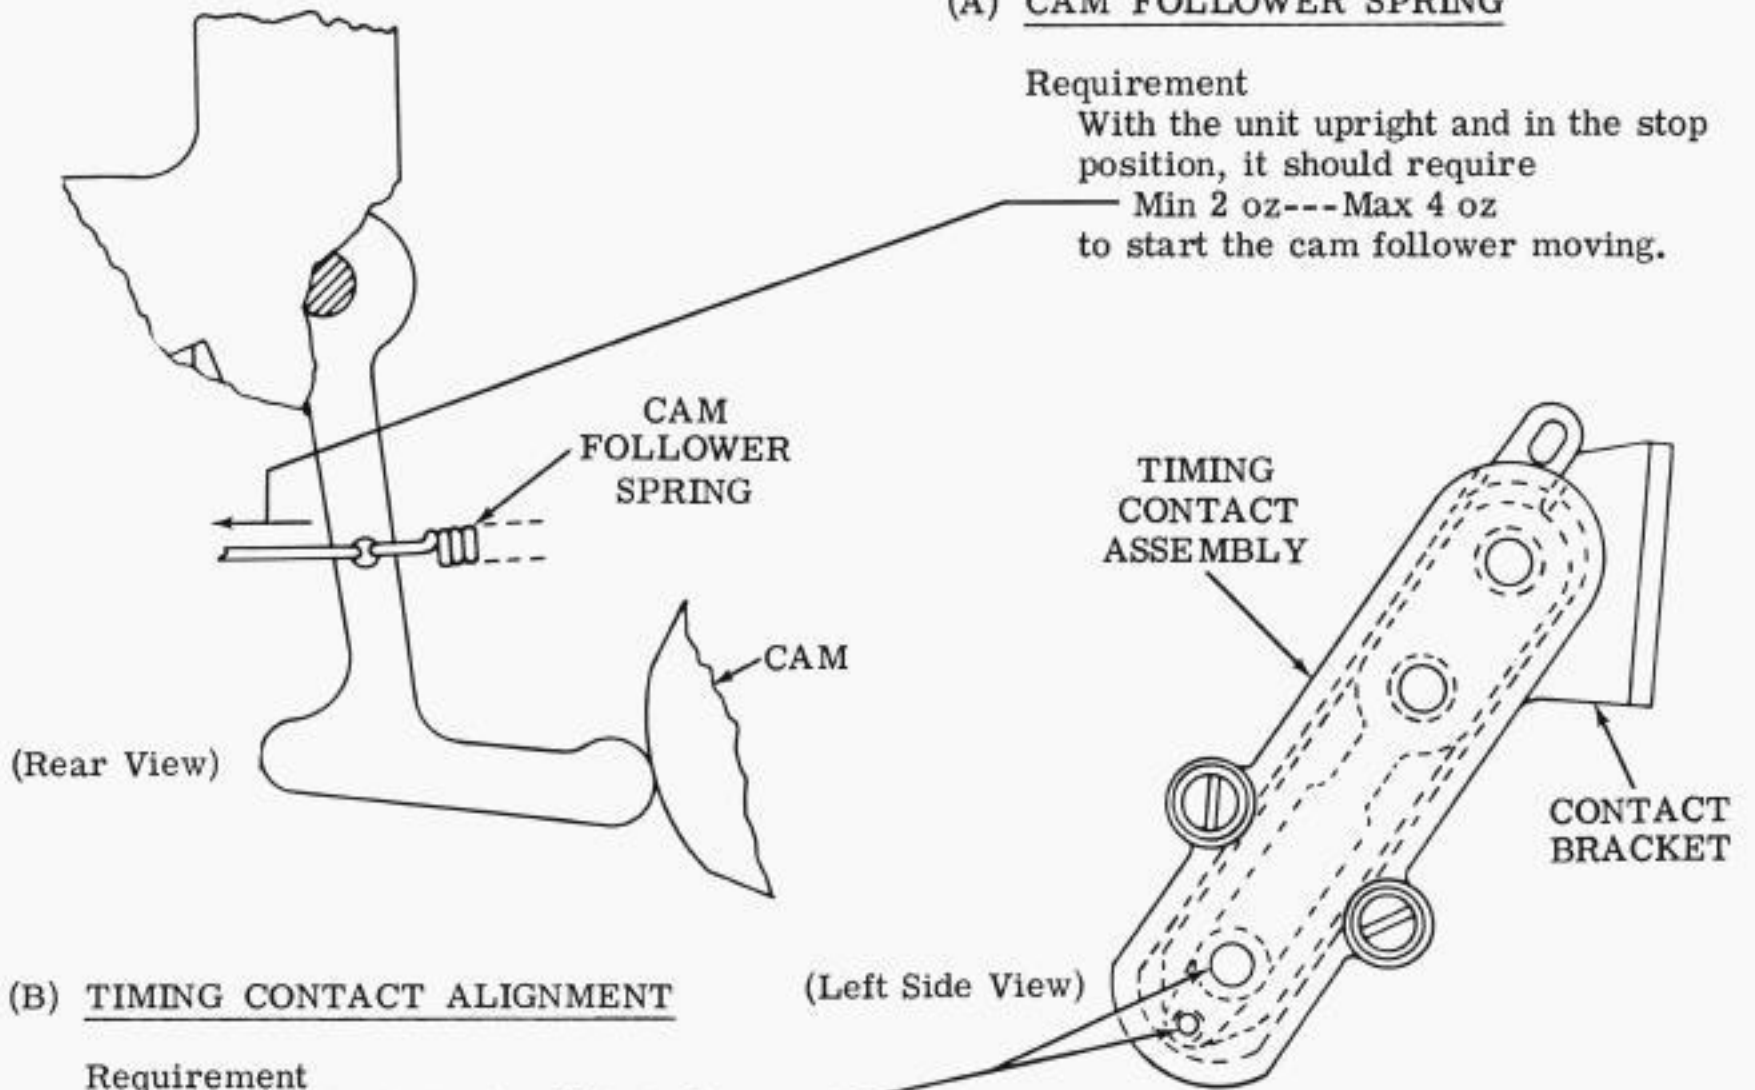 (A) CAM FOLLOWER SPRING
Requirement
With the unit upright and in the stop
position, it should require
Min 2 oz---Max 4 oz
to start the cam follower moving.
CAM
FOLLOWER
SPRING
CAM
(Rear View)
TIMING
CONTACT
ASSEMBLY
CONTACT
BRACKET
(Left Side View)
(B) TIMING CONTACT ALIGNMENT
Requirement